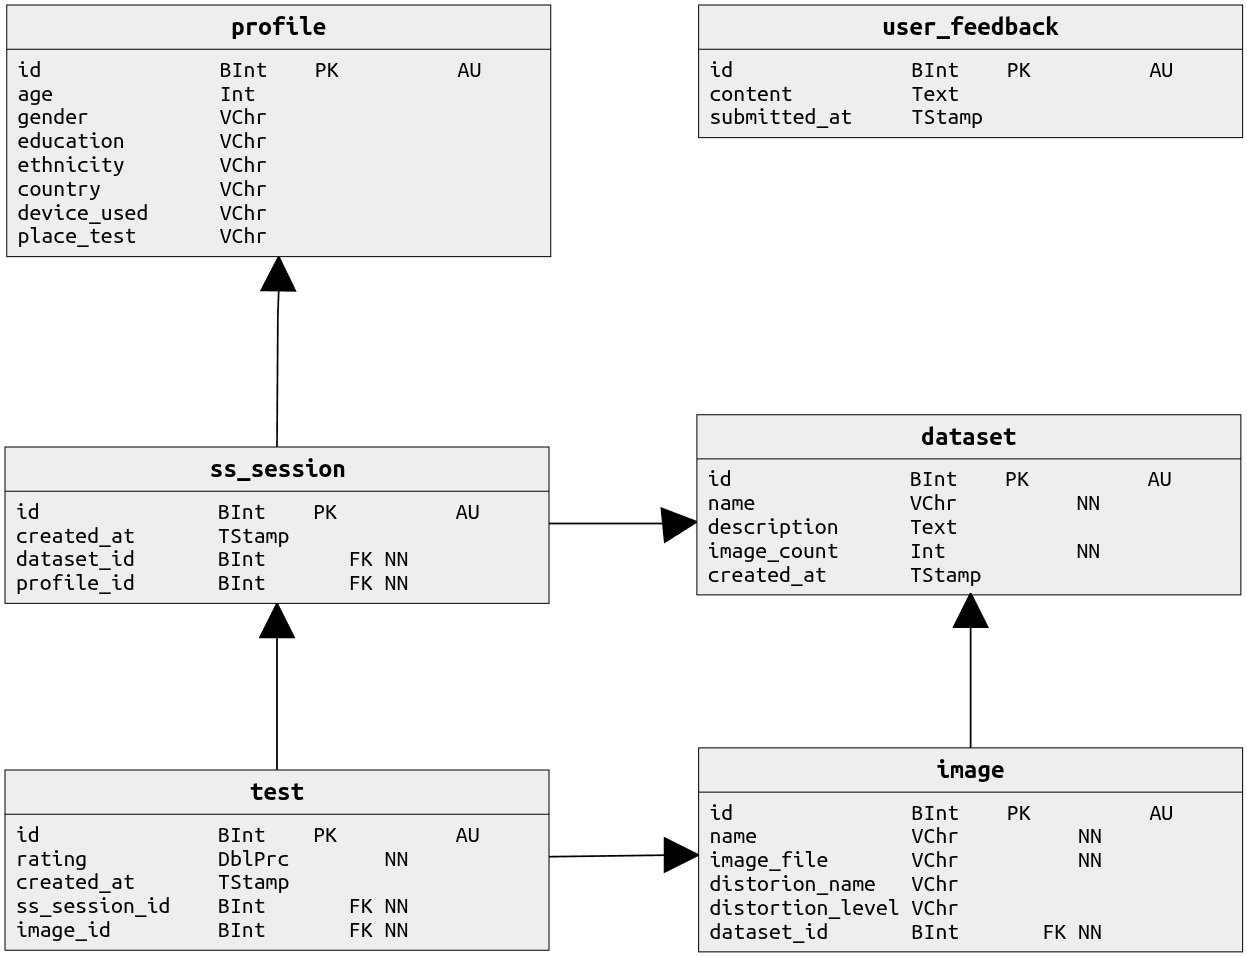 profile
id BInt PK AU
age Int
gender VChr
education VChr
ethnicity VChr
country VChr
device_used VChr
place_test VChr
user_feedback
id BInt PK AU
content Text
submitted_at TStamp
ss_session
id BInt PK AU
created_at TStamp
dataset_id BInt FK NN
profile_id BInt FK NN
dataset
id BInt PK AU
name VChr NN
description Text
image_count Int NN
created_at TStamp
test
id BInt PK AU
rating DblPrc NN
created_at TStamp
ss_session_id BInt FK NN
image_id BInt FK NN
image
id BInt PK AU
name VChr NN
image_file VChr NN
distorion_name VChr
distortion_level VChr
dataset_id BInt FK NN